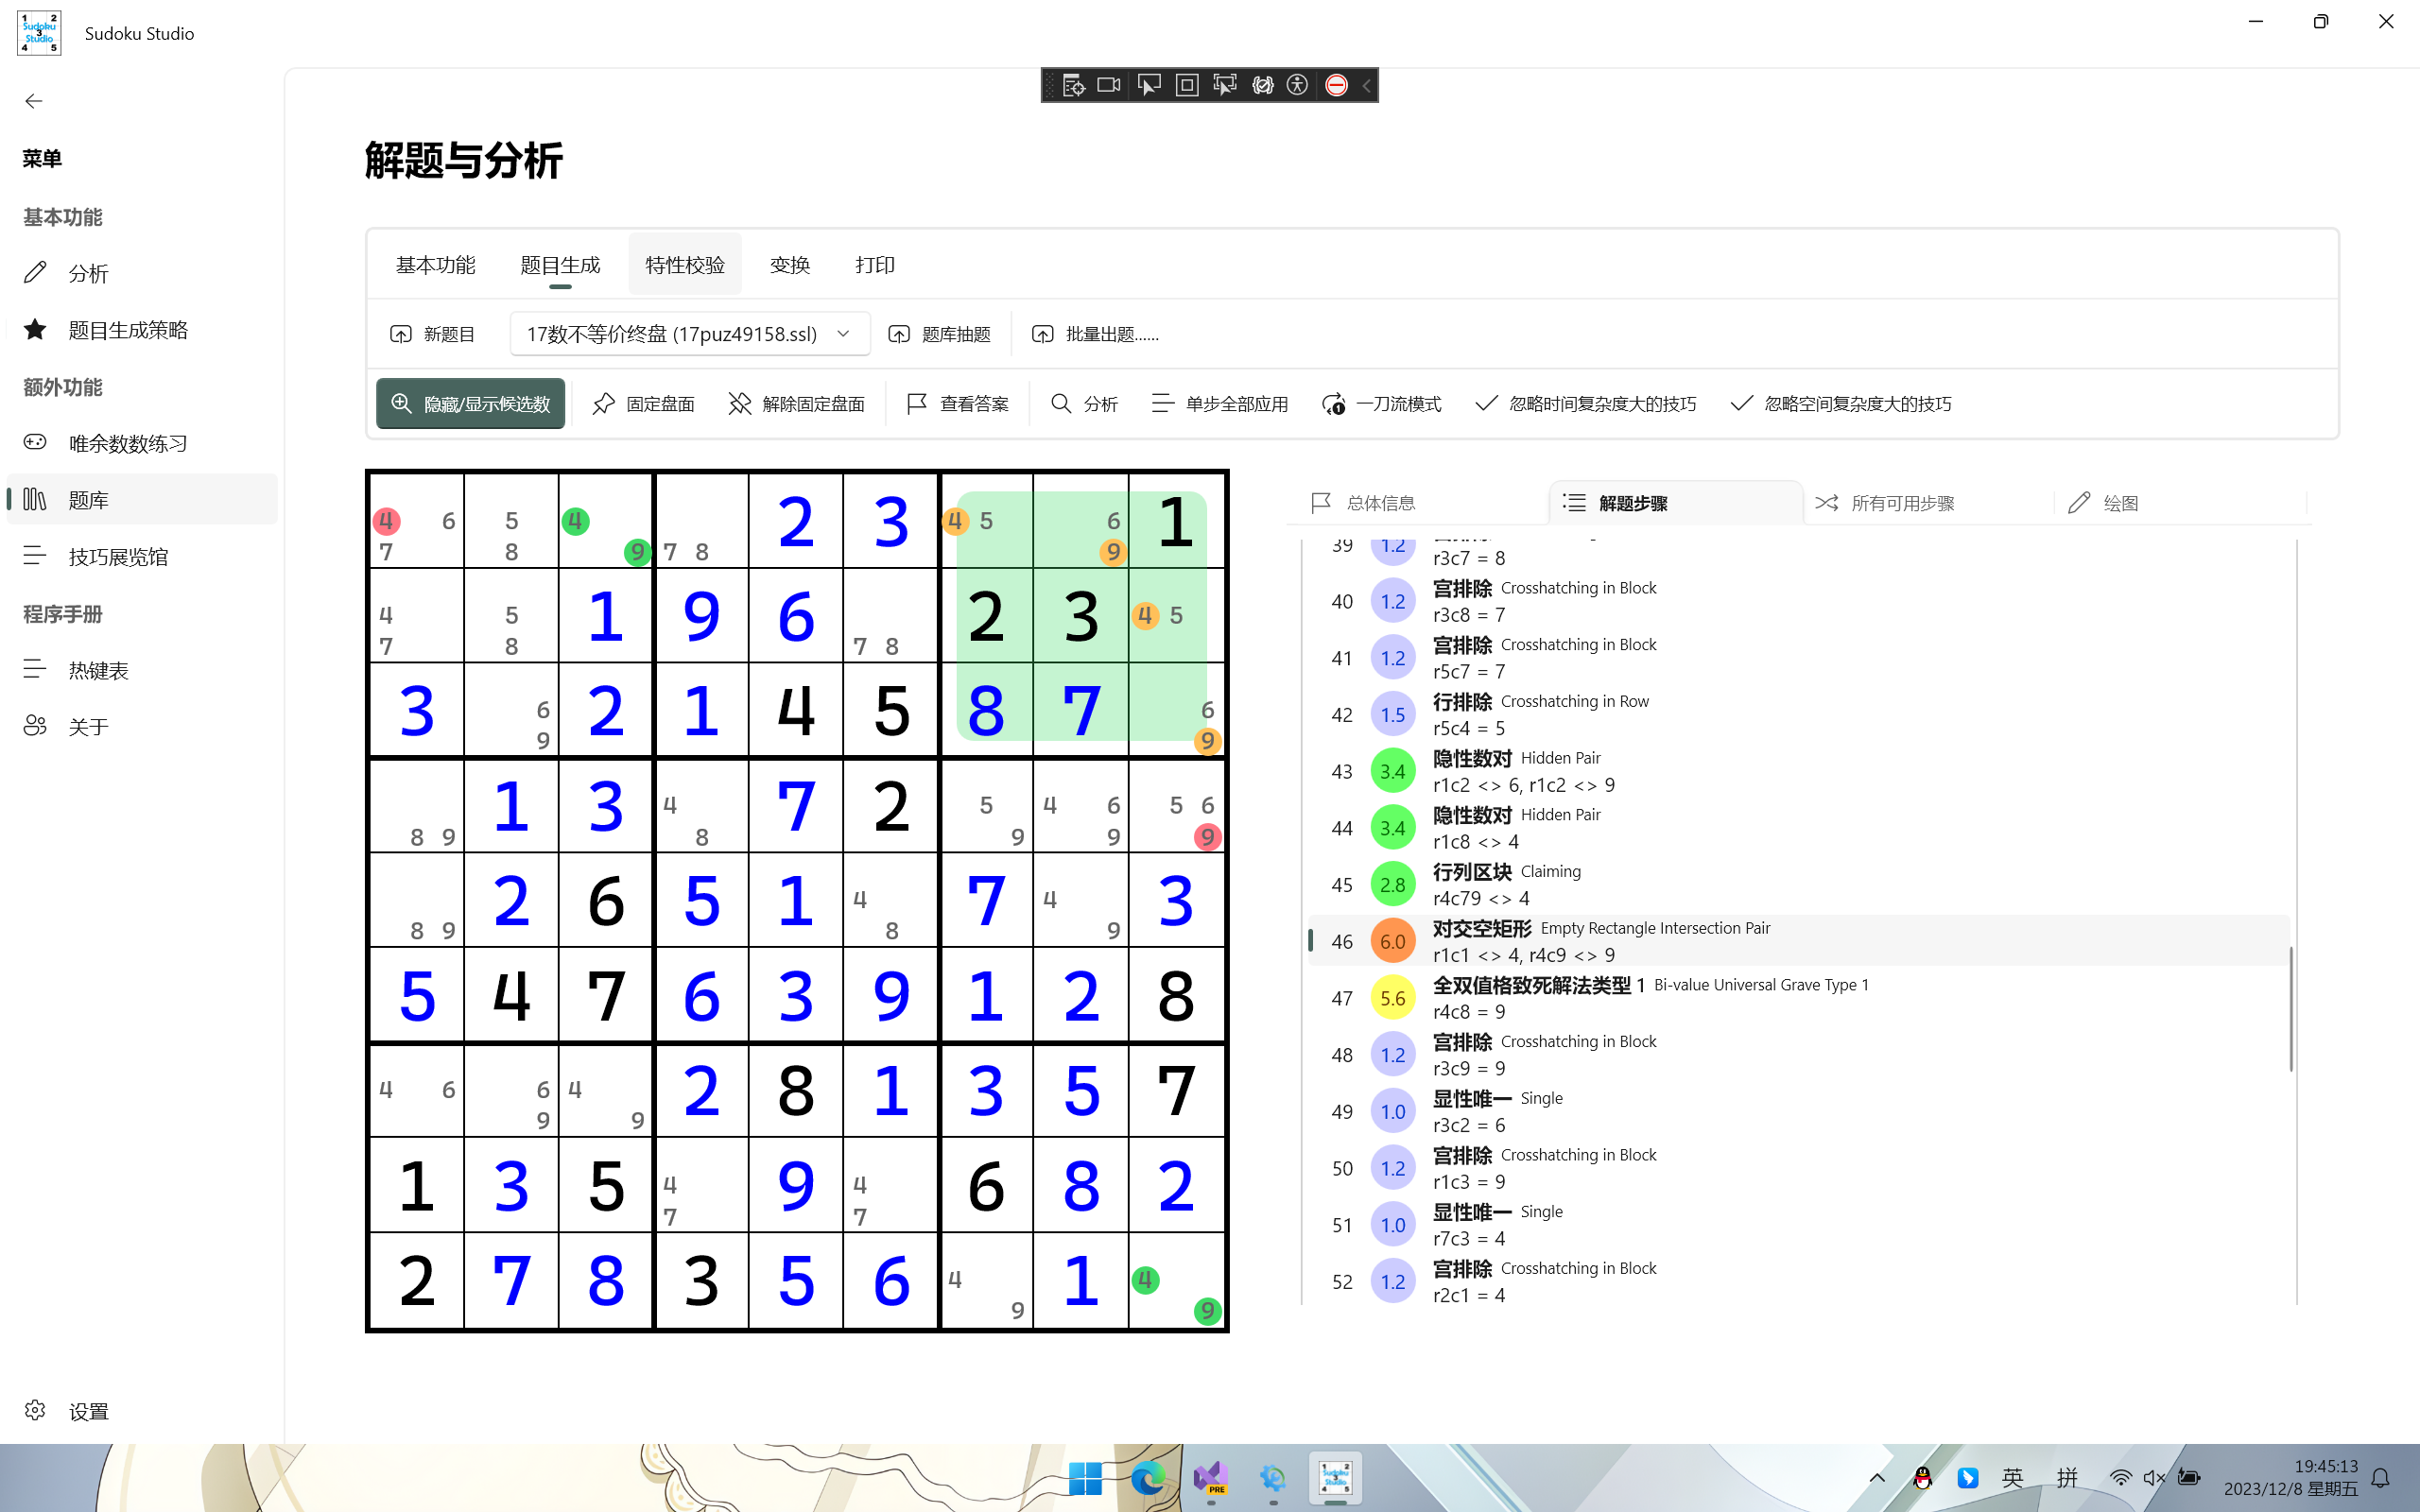 Sudoku Studio
菜单
基本功能
分析
题目生成策略
额外功能
唯余数数练习
题库
技巧展览馆
程序手册
热键表
关于
设置
解题与分析
基本功能 题目生成 特性校验 变换 打印
新题目 17数不等价终盘 (17puz49158.ssl) 题库抽题 批量出题……
隐藏/显示候选数 固定盘面 解除固定盘面 查看答案 分析 单步全部应用 一刀流模式 忽略时间复杂度大的技巧 忽略空间复杂度大的技巧
4 6 7 5 8 4 9 7 8 2 3 4 5 6 9 1
4 7 5 8 1 9 6 7 8 2 3 4 5
3 6 9 2 1 4 5 8 7 6 9
8 9 1 3 4 8 7 2 5 9 4 6 9 5 6 9
8 9 2 6 5 1 4 8 7 4 9 3
5 4 7 6 3 9 1 2 8
4 6 6 9 4 9 2 8 1 3 5 7
1 3 5 4 7 9 4 7 6 8 2
2 7 8 3 5 6 4 9 1 4 9
总体信息 解题步骤 所有可用步骤 绘图
39 1.2
r3c7 = 8
40 1.2 宫排除 Crosshatching in Block
r3c8 = 7
41 1.2 宫排除 Crosshatching in Block
r5c7 = 7
42 1.5 行排除 Crosshatching in Row
r5c4 = 5
43 3.4 隐性数对 Hidden Pair
r1c2 <> 6, r1c2 <> 9
44 3.4 隐性数对 Hidden Pair
r1c8 <> 4
45 2.8 行列区块 Claiming
r4c79 <> 4
46 6.0 对交空矩形 Empty Rectangle Intersection Pair
r1c1 <> 4, r4c9 <> 9
47 5.6 全双值格致死解法类型 1 Bi-value Universal Grave Type 1
r4c8 = 9
48 1.2 宫排除 Crosshatching in Block
r3c9 = 9
49 1.0 显性唯一 Single
r3c2 = 6
50 1.2 宫排除 Crosshatching in Block
r1c3 = 9
51 1.0 显性唯一 Single
r7c3 = 4
52 1.2 宫排除 Crosshatching in Block
r2c1 = 4
PRE
英 拼
19:45:13
2023/12/8 星期五